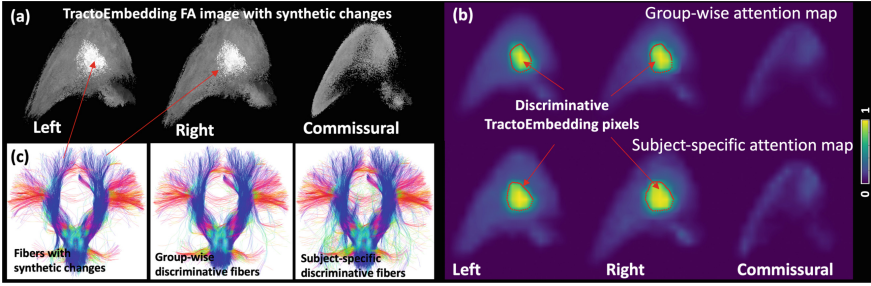 (a) TractoEmbedding FA image with synthetic changes
Left
Right
Commissural
(b)
Group-wise attention map
Discriminative
TractoEmbedding pixels
Subject-specific attention map
Left
Right
Commissural
1
0
(c)
Fibers with
synthetic changes
Group-wise
discriminative fibers
Subject-specific
discriminative fibers